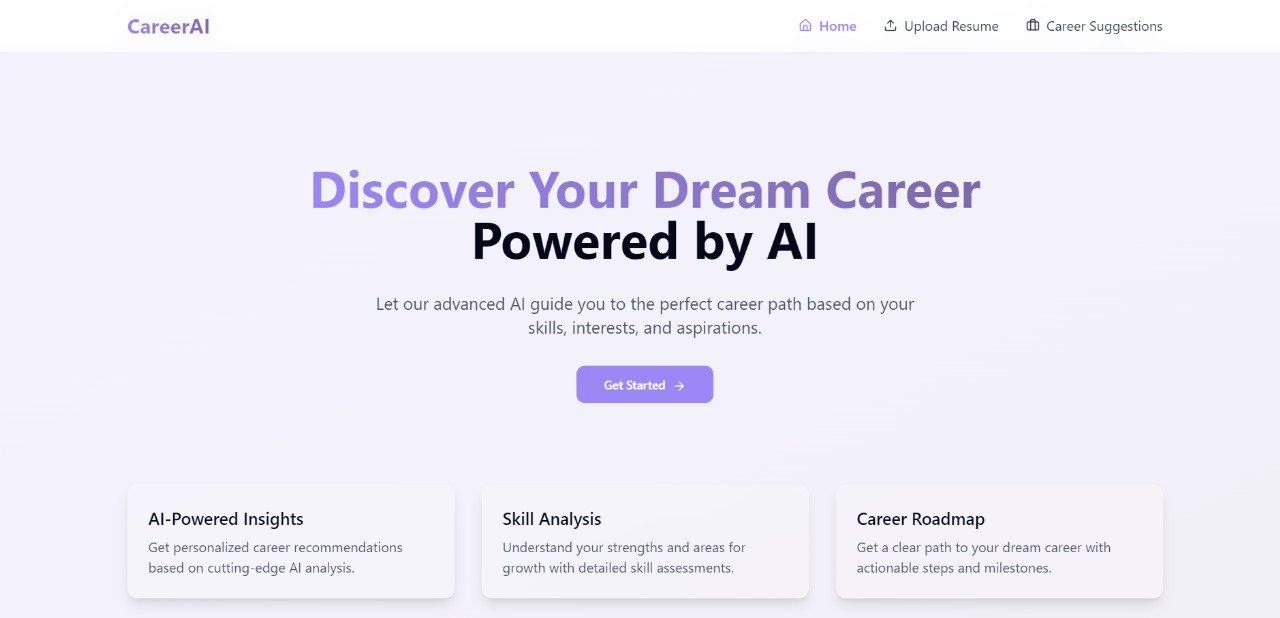 CareerAI
Home
Upload Resume
Career Suggestions
Discover Your Dream Career
Powered by AI
Let our advanced AI guide you to the perfect career path based on your
skills, interests, and aspirations.
Get Started →
AI-Powered Insights
Get personalized career recommendations
based on cutting-edge AI analysis.
Skill Analysis
Understand your strengths and areas for
growth with detailed skill assessments.
Career Roadmap
Get a clear path to your dream career with
actionable steps and milestones.